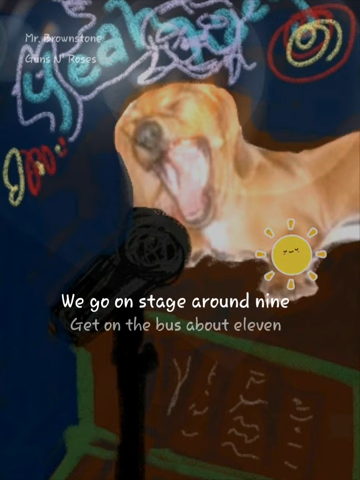 Yeah
Mr. Brownstone
Guns N' Roses
We go on stage around nine
Get on the bus about eleven